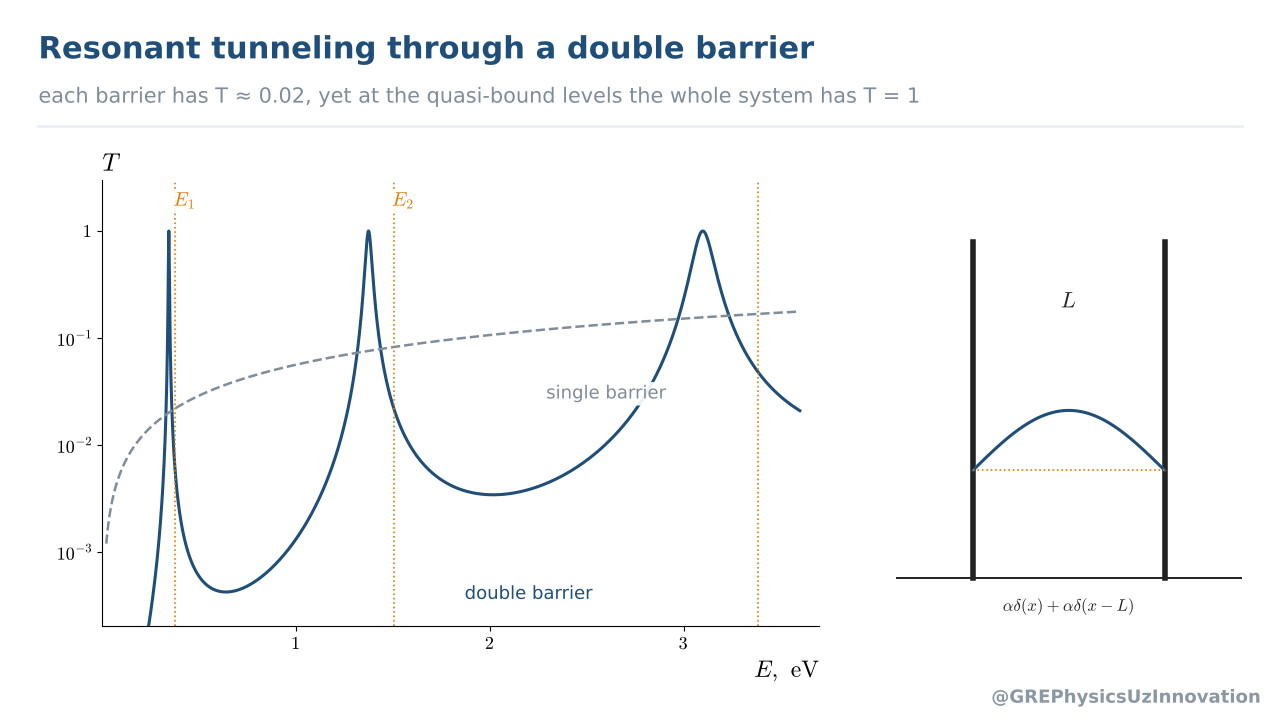 Resonant tunneling through a double barrier
each barrier has T ≈ 0.02, yet at the quasi-bound levels the whole system has T = 1
T
E₁
E₂
1
10⁻¹
10⁻²
10⁻³
single barrier
double barrier
1
2
3
E, eV
L
αδ(x) + αδ(x − L)
@GREPhysicsUzInnovation